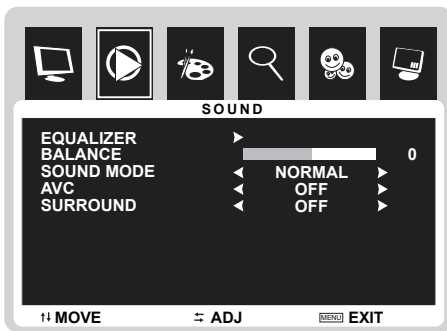 SOUND
EQUALIZER
BALANCE 0
SOUND MODE NORMAL
AVC OFF
SURROUND OFF
MOVE ADJ MENU EXIT